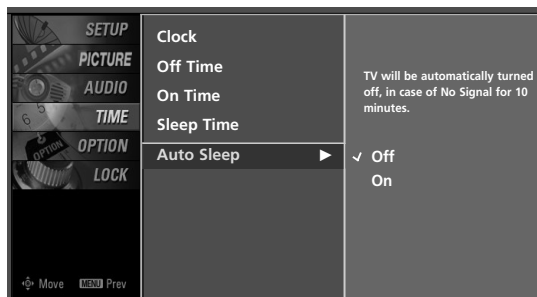 SETUP
PICTURE
AUDIO
TIME
OPTION
LOCK
Move MENU Prev
Clock
Off Time
On Time
Sleep Time
Auto Sleep
TV will be automatically turned
off, in case of No Signal for 10
minutes.
Off
On